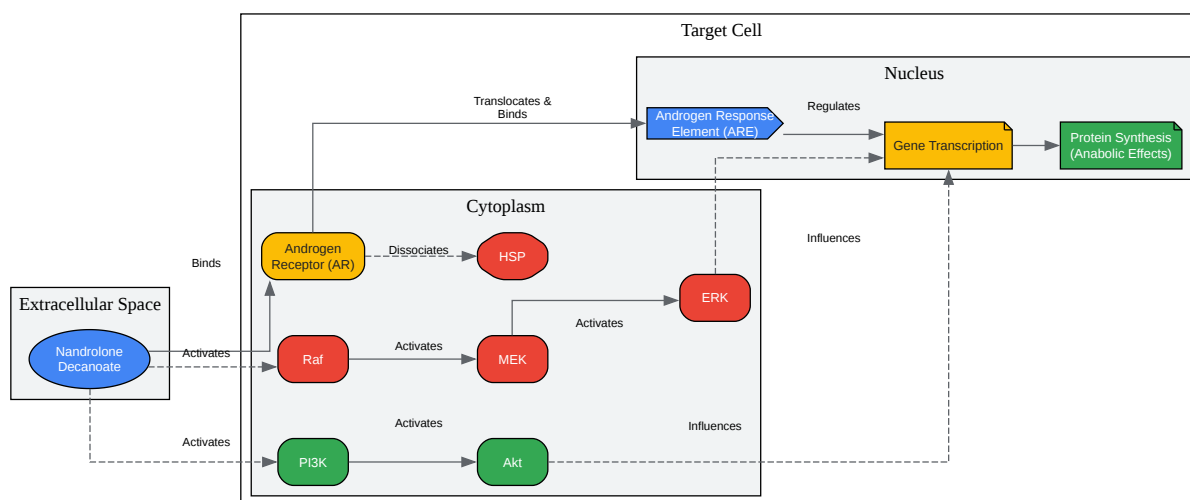 Target Cell
Nucleus
Translocates &
Binds
Androgen Response
Element (ARE)
Regulates
Gene Transcription
Protein Synthesis
(Anabolic Effects)
Cytoplasm
Androgen
Receptor (AR)
Dissociates
HSP
Influences
Binds
Extracellular Space
ERK
Activates
Nandrolone
Decanoate
Activates
Raf
Activates
MEK
Activates
Influences
Activates
PI3K
Akt